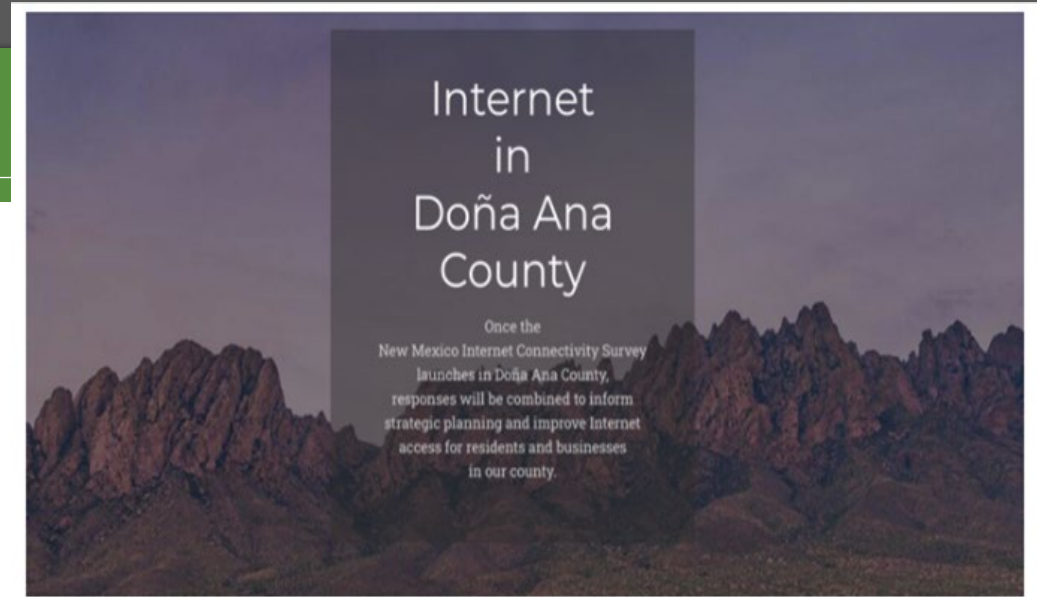 Internet
in
Doña Ana
County
Once the
New Mexico Internet Connectivity Survey
launches in Doña Ana County,
responses will be combined to inform
strategic planning and improve Internet
access for residents and businesses
in our county.